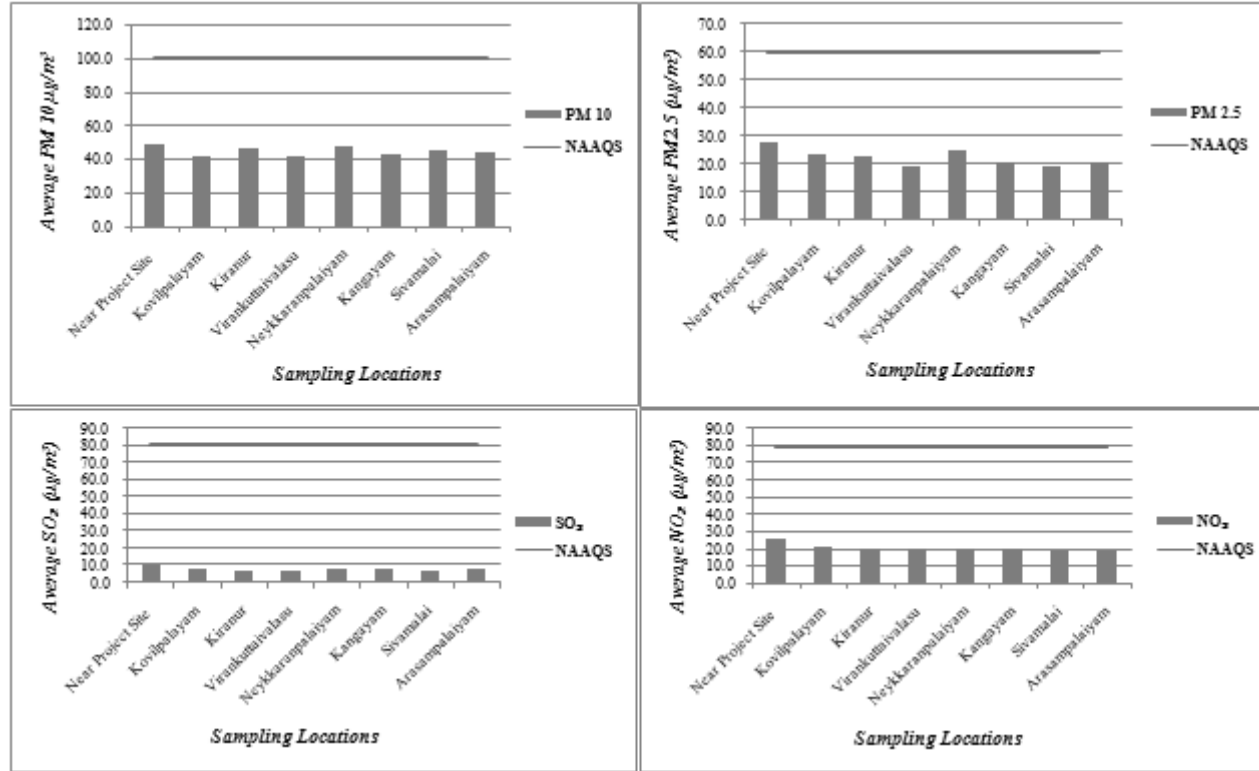 Average PM 10 µg/m³
120.0
100.0
80.0
60.0
40.0
20.0
0.0
PM 10
NAAQS
Near Project Site
Kovilpalayam
Kiranur
Virankuttaivalasu
Neykkaranpalaiyam
Kangayam
Sivamalai
Arasampalaiyam
Sampling Locations
Average PM2.5 (µg/m³)
70.0
60.0
50.0
40.0
30.0
20.0
10.0
0.0
PM 2.5
NAAQS
Near Project Site
Kovilpalayam
Kiranur
Virankuttaivalasu
Neykkaranpalaiyam
Kangayam
Sivamalai
Arasampalaiyam
Sampling Locations
Average SO₂ (µg/m³)
90.0
80.0
70.0
60.0
50.0
40.0
30.0
20.0
10.0
0.0
SO₂
NAAQS
Near Project Site
Kovilpalayam
Kiranur
Virankuttaivalasu
Neykkaranpalaiyam
Kangayam
Sivamalai
Arasampalaiyam
Sampling Locations
Average NO₂ (µg/m³)
90.0
80.0
70.0
60.0
50.0
40.0
30.0
20.0
10.0
0.0
NO₂
NAAQS
Near Project Site
Kovilpalayam
Kiranur
Virankuttaivalasu
Neykkaranpalaiyam
Kangayam
Sivamalai
Arasampalaiyam
Sampling Locations